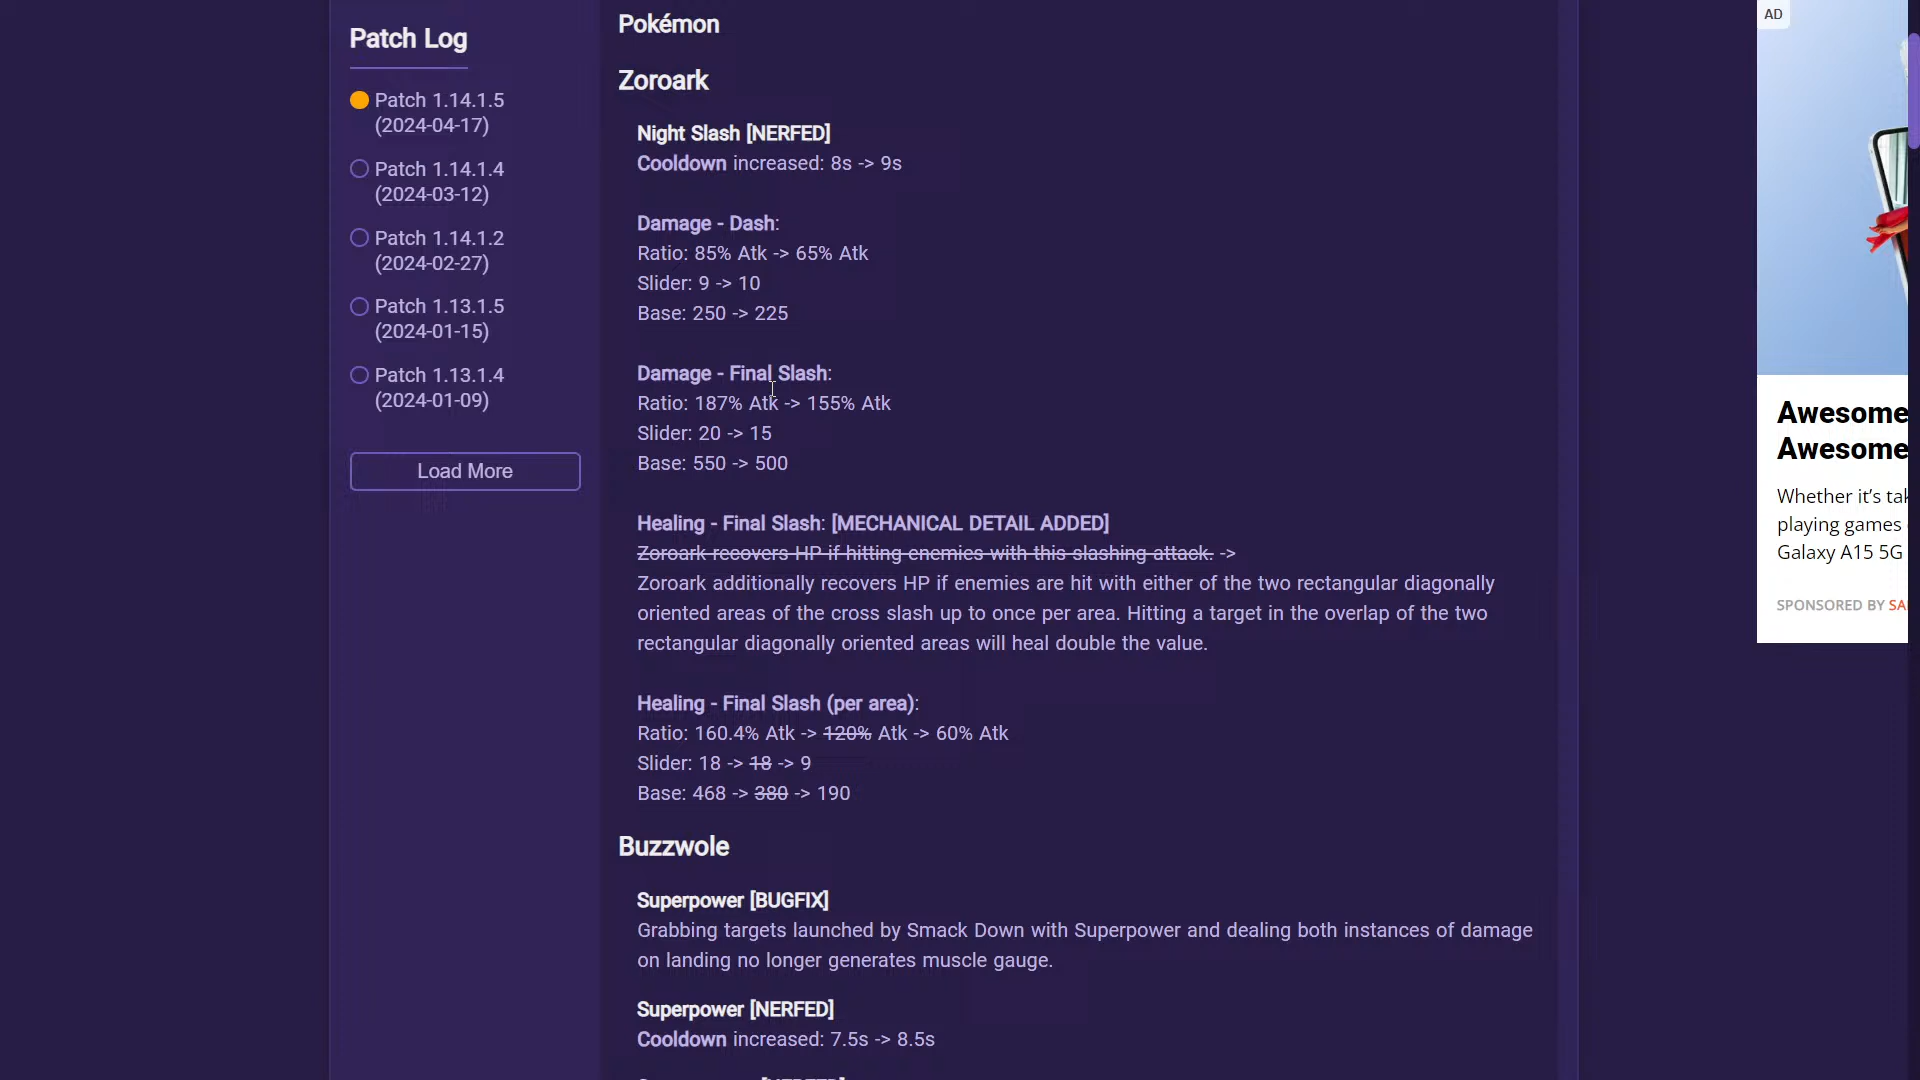 Patch Log
Patch 1.14.1.5
(2024-04-17)
Patch 1.14.1.4
(2024-03-12)
Patch 1.14.1.2
(2024-02-27)
Patch 1.13.1.5
(2024-01-15)
Patch 1.13.1.4
(2024-01-09)
Load More
Pokémon
Zoroark
Night Slash [NERFED]
Cooldown increased: 8s -> 9s
Damage - Dash:
Ratio: 85% Atk -> 65% Atk
Slider: 9 -> 10
Base: 250 -> 225
Damage - Final Slash:
Ratio: 187% Atk -> 155% Atk
Slider: 20 -> 15
Base: 550 -> 500
Healing - Final Slash: [MECHANICAL DETAIL ADDED]
Zoroark recovers HP if hitting enemies with this slashing attack. ->
Zoroark additionally recovers HP if enemies are hit with either of the two rectangular diagonally
oriented areas of the cross slash up to once per area. Hitting a target in the overlap of the two
rectangular diagonally oriented areas will heal double the value.
Healing - Final Slash (per area):
Ratio: 160.4% Atk -> 120% Atk -> 60% Atk
Slider: 18 -> 18 -> 9
Base: 468 -> 380 -> 190
Buzzwole
Superpower [BUGFIX]
Grabbing targets launched by Smack Down with Superpower and dealing both instances of damage
on landing no longer generates muscle gauge.
Superpower [NERFED]
Cooldown increased: 7.5s -> 8.5s
AD
Awesome
Awesome
Whether it's
playing games
Galaxy A15 5G
SPONSORED BY